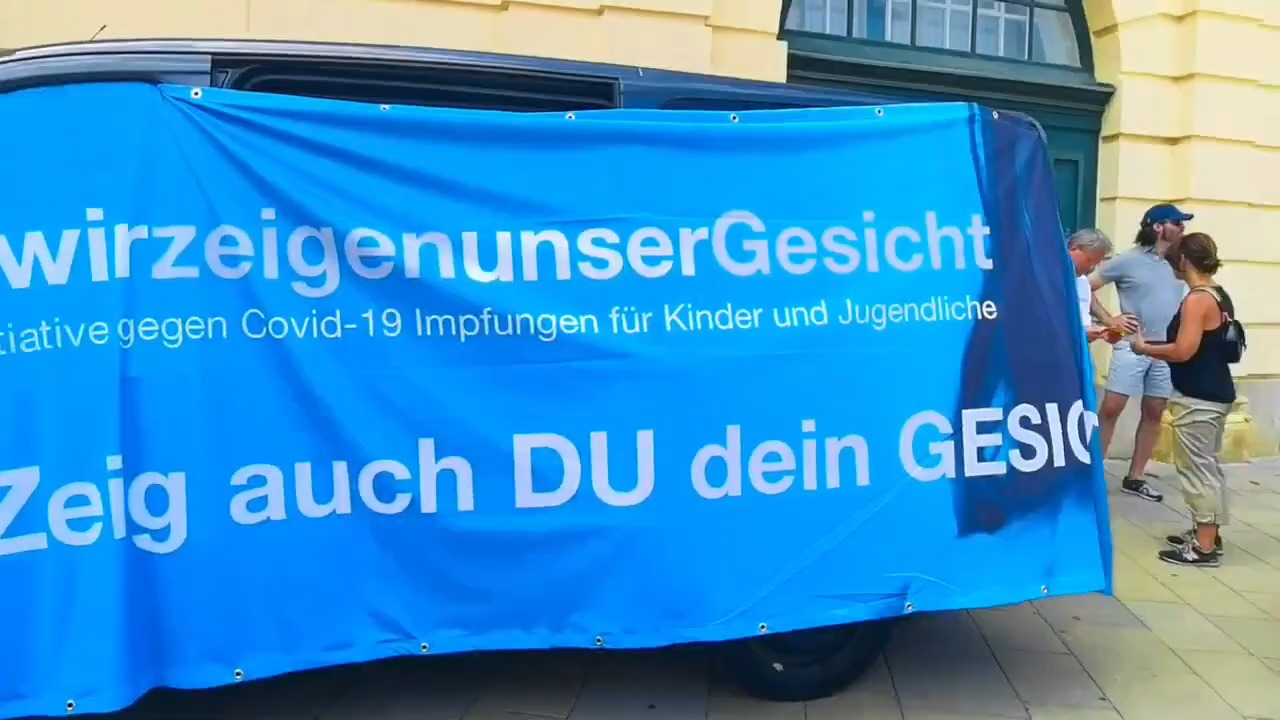 wirzeigenunserGesicht
tiative gegen Covid-19 Impfungen für Kinder und Jugendliche
Zeig auch DU dein GESIC